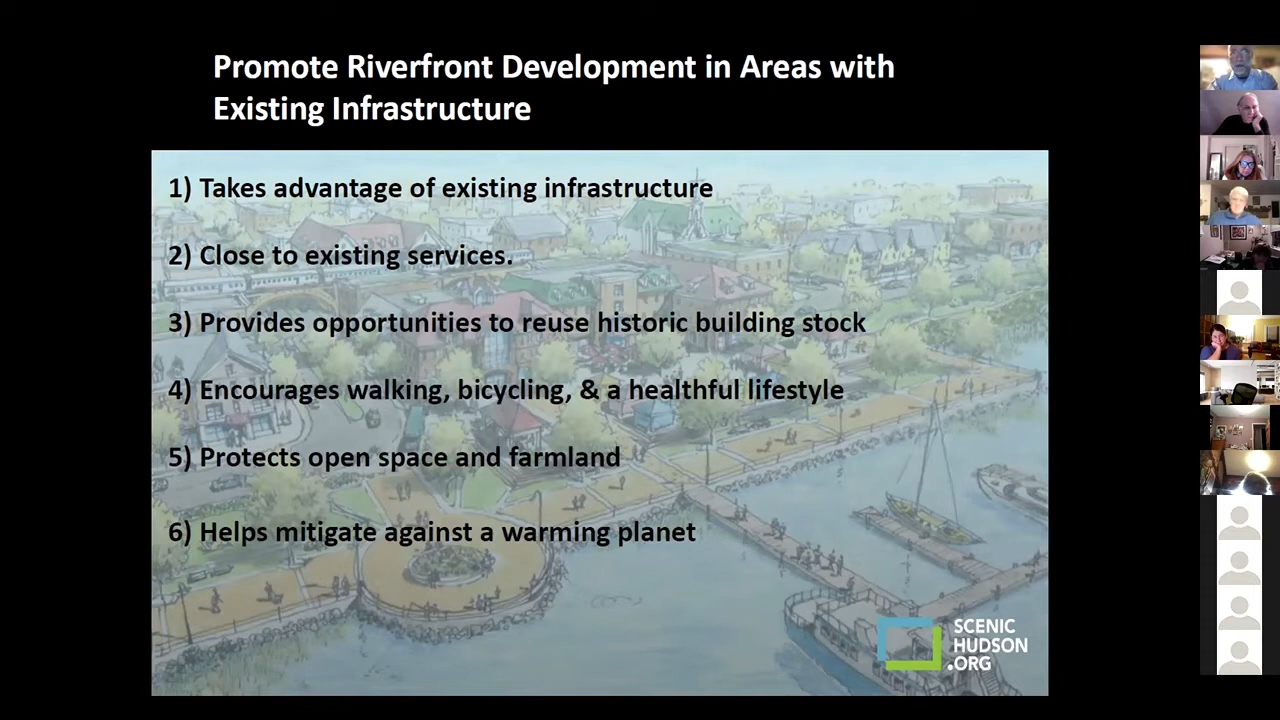 Promote Riverfront Development in Areas with
Existing Infrastructure
1) Takes advantage of existing infrastructure
2) Close to existing services.
3) Provides opportunities to reuse historic building stock
4) Encourages walking, bicycling, & a healthful lifestyle
5) Protects open space and farmland
6) Helps mitigate against a warming planet
SCENIC
HUDSON
.ORG